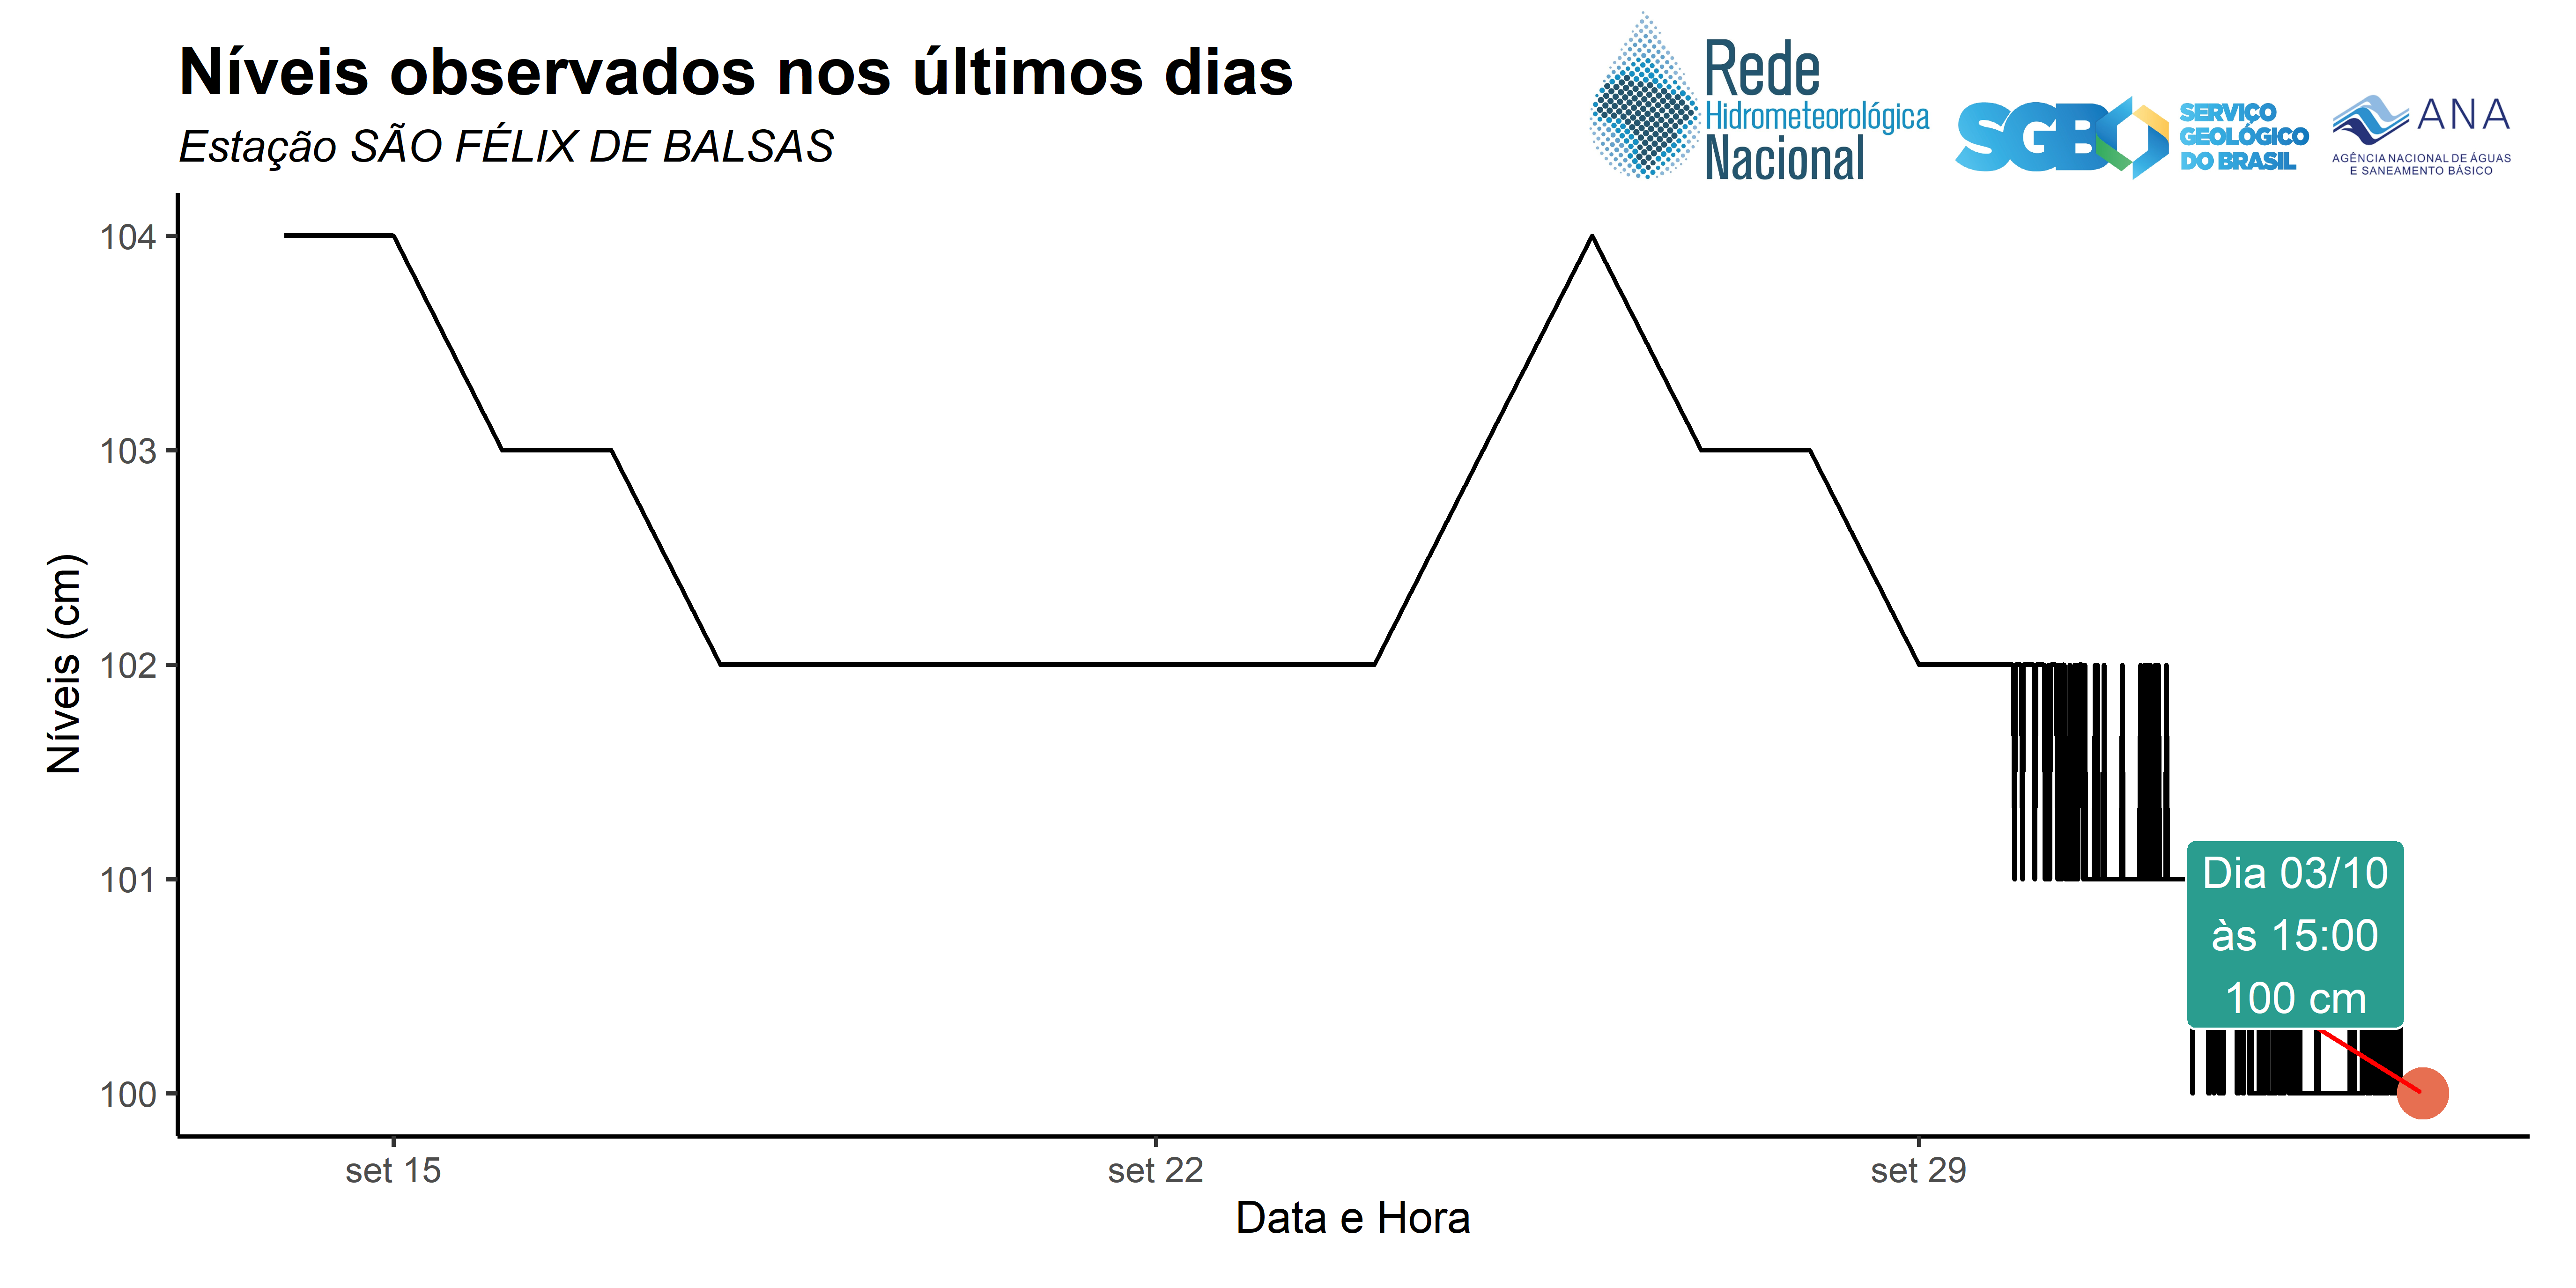 Níveis observados nos últimos dias
Estação SÃO FÉLIX DE BALSAS
Rede
Hidrometeorológica
Nacional
SGB
SERVIÇO
GEOLÓGICO
DO BRASIL
ANA
AGÊNCIA NACIONAL DE ÁGUAS
E SANEAMENTO BÁSICO
Níveis (cm)
104
103
102
101
100
Dia 03/10
às 15:00
100 cm
set 15
set 22
set 29
Data e Hora